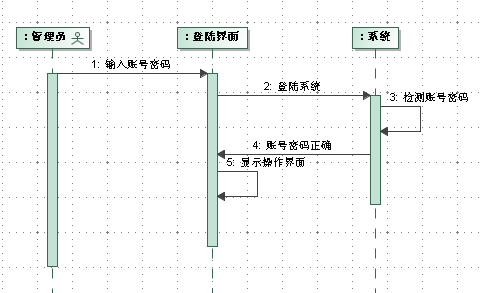 : 管理员
: 登陆界面
: 系统
1: 输入账号密码
2: 登陆系统
3: 检测账号密码
4: 账号密码正确
5: 显示操作界面